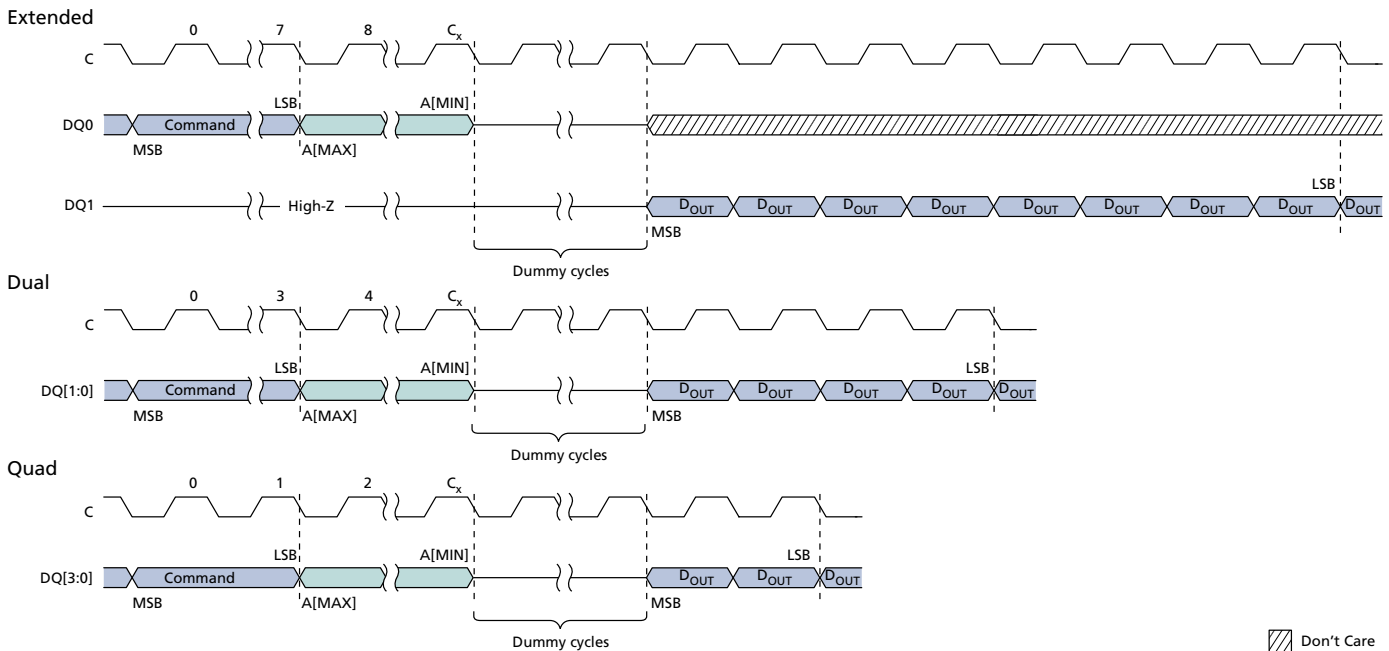 Extended
0 7 8 Cx
C
LSB A[MIN]
DQ0 Command
MSB A[MAX]
LSB
DQ1 High-Z DOUT DOUT DOUT DOUT DOUT DOUT DOUT DOUT DOUT
MSB
Dummy cycles
Dual
0 3 4 Cx
C
LSB A[MIN] LSB
DQ[1:0] Command DOUT DOUT DOUT DOUT DOUT
MSB A[MAX] MSB
Dummy cycles
Quad
0 1 2 Cx
C
LSB A[MIN] LSB
DQ[3:0] Command DOUT DOUT DOUT
MSB A[MAX] MSB
Dummy cycles
Don't Care